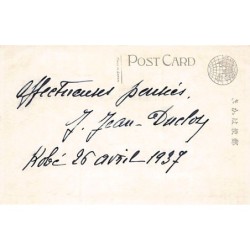 POST CARD
affectueuses pensées.
J. Jean-Duclos
Kobé 26 avril 1937